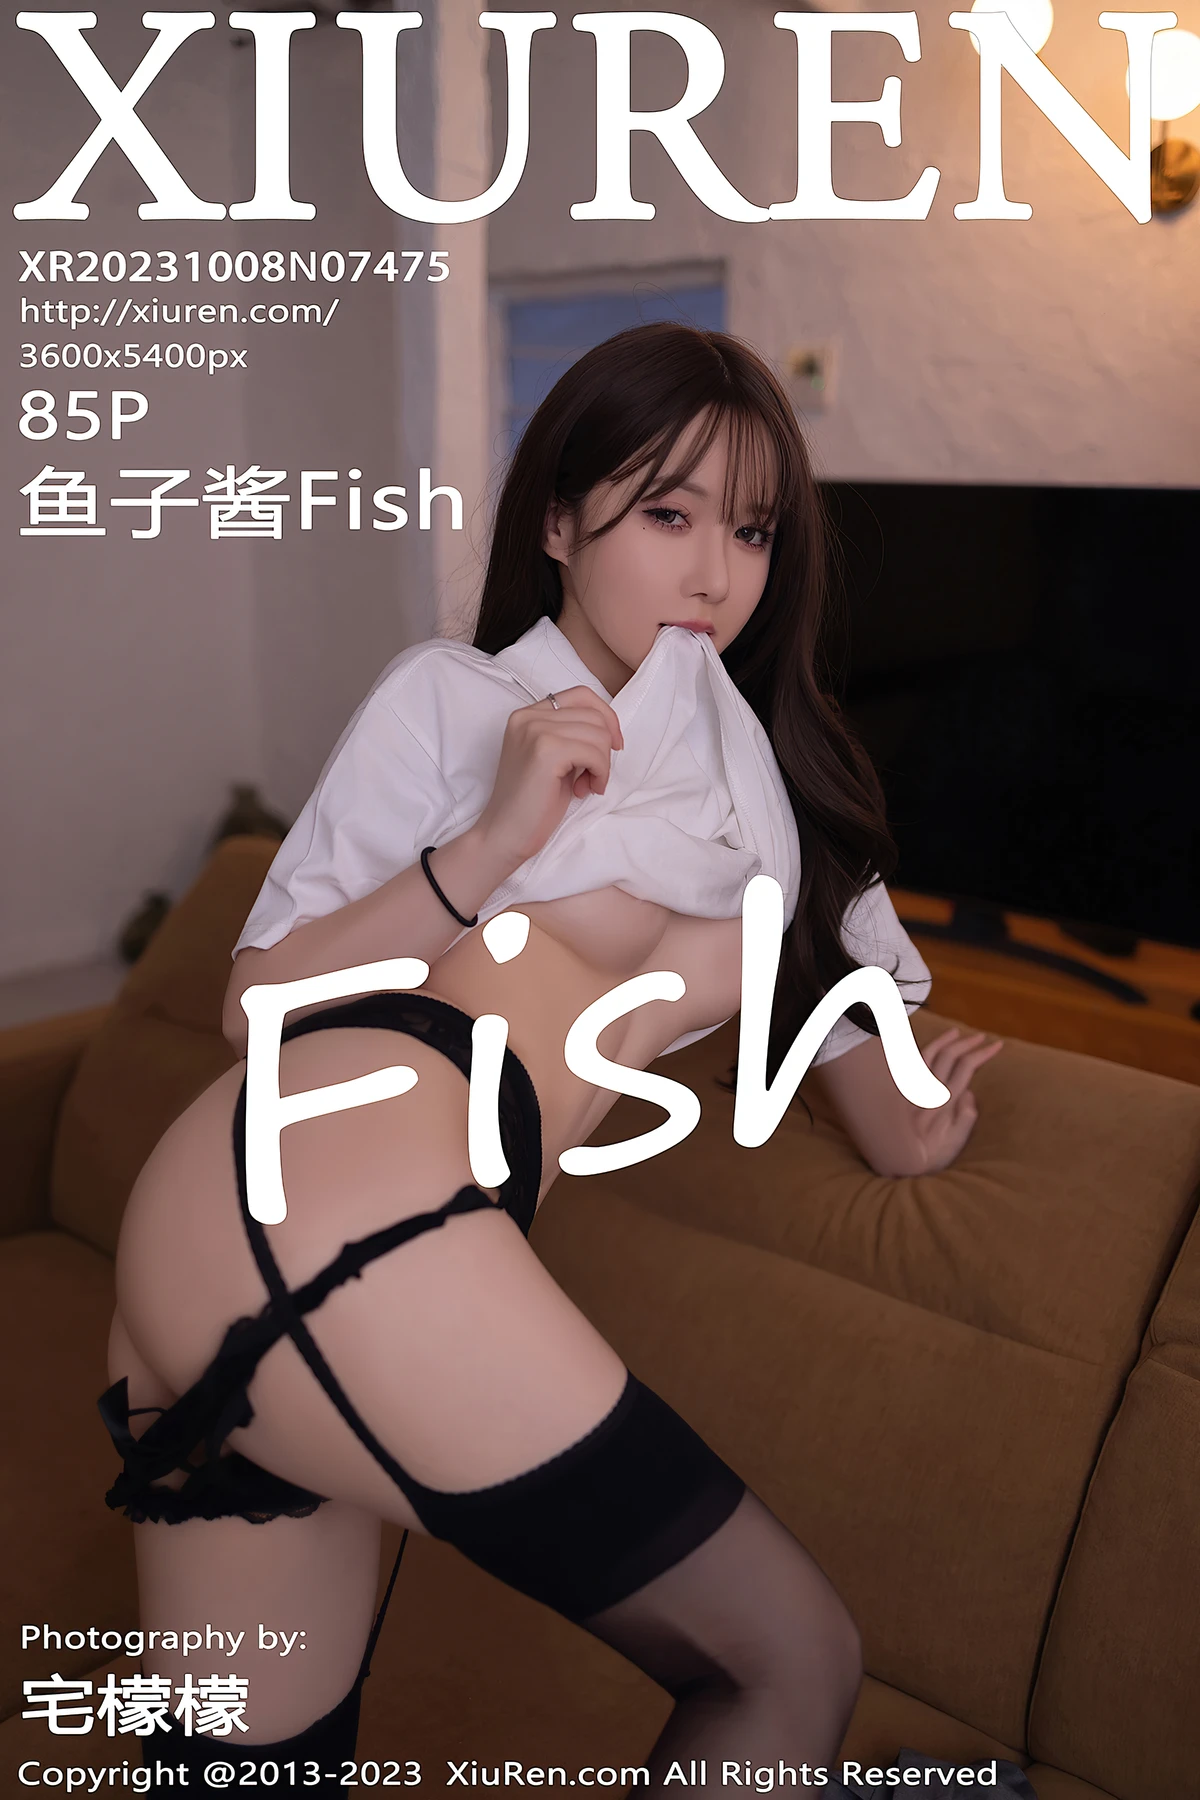 XIUREN
XR20231008N07475
http://xiuren.com/
3600x5400px
85P
鱼子酱Fish
Fish
Photography by:
宅檬檬
Copyright @2013-2023 XiuRen.com All Rights Reserved